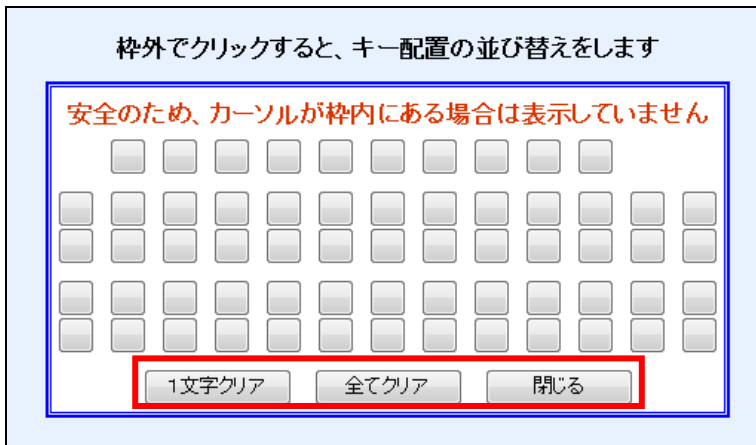 枠外でクリックすると、キー配置の並び替えをします
安全のため、カーソルが枠内にある場合は表示していません
1文字クリア 全てクリア 閉じる